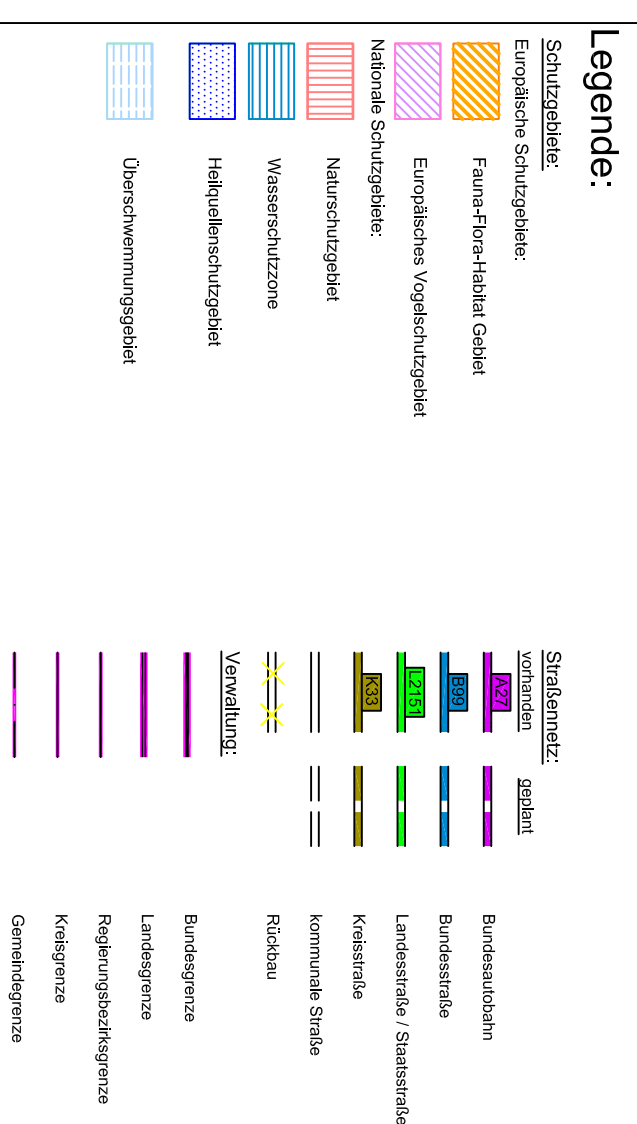 Legende:
Schutzgebiete:
Europäische Schutzgebiete:
Fauna-Flora-Habitat Gebiet
Europäisches Vogelschutzgebiet
Nationale Schutzgebiete:
Naturschutzgebiet
Wasserschutzzone
Heilquellenschutzgebiet
Überschwemmungsgebiet
Straßennetz:
vorhanden geplant
A27 Bundesautobahn
B99 Bundesstraße
L2151 Landesstraße / Staatsstraße
K33 Kreisstraße
kommunale Straße
Rückbau
Verwaltung:
Bundesgrenze
Landesgrenze
Regierungsbezirksgrenze
Kreisgrenze
Gemeindegrenze